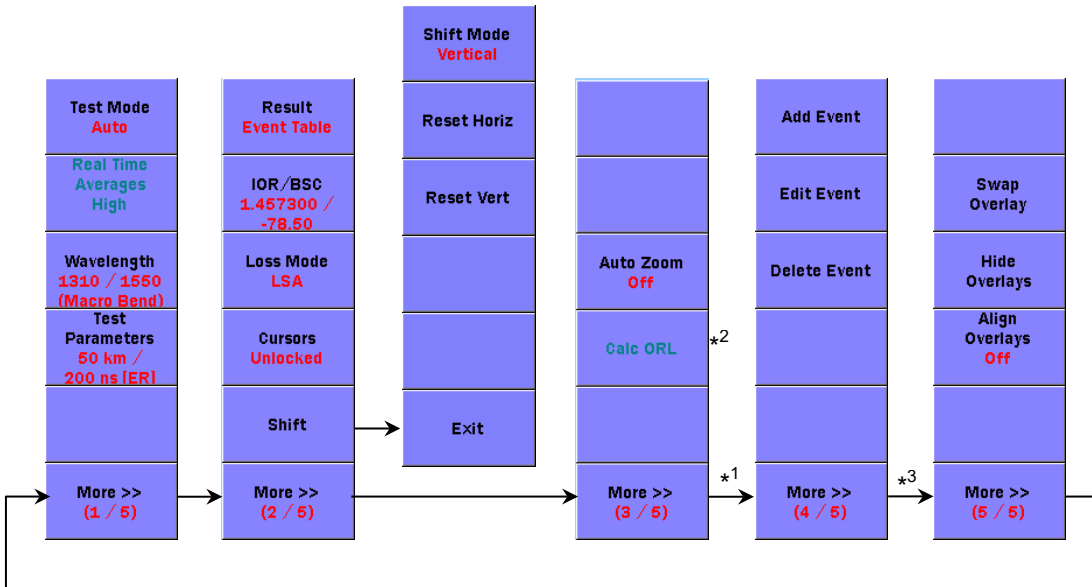 Test Mode
Auto
Real Time
Averages
High
Wavelength
1310 / 1550
(Macro Bend)
Test
Parameters
50 km /
200 ns [ER]
More >>
(1 / 5)
Result
Event Table
IOR/BSC
1.457300 /
-78.50
Loss Mode
LSA
Cursors
Unlocked
Shift
More >>
(2 / 5)
Shift Mode
Vertical
Reset Horiz
Reset Vert
Exit
Auto Zoom
Off
Calc ORL
*2
More >>
(3 / 5)
*1
Add Event
Edit Event
Delete Event
More >>
(4 / 5)
*3
Swap
Overlay
Hide
Overlays
Align
Overlays
Off
More >>
(5 / 5)